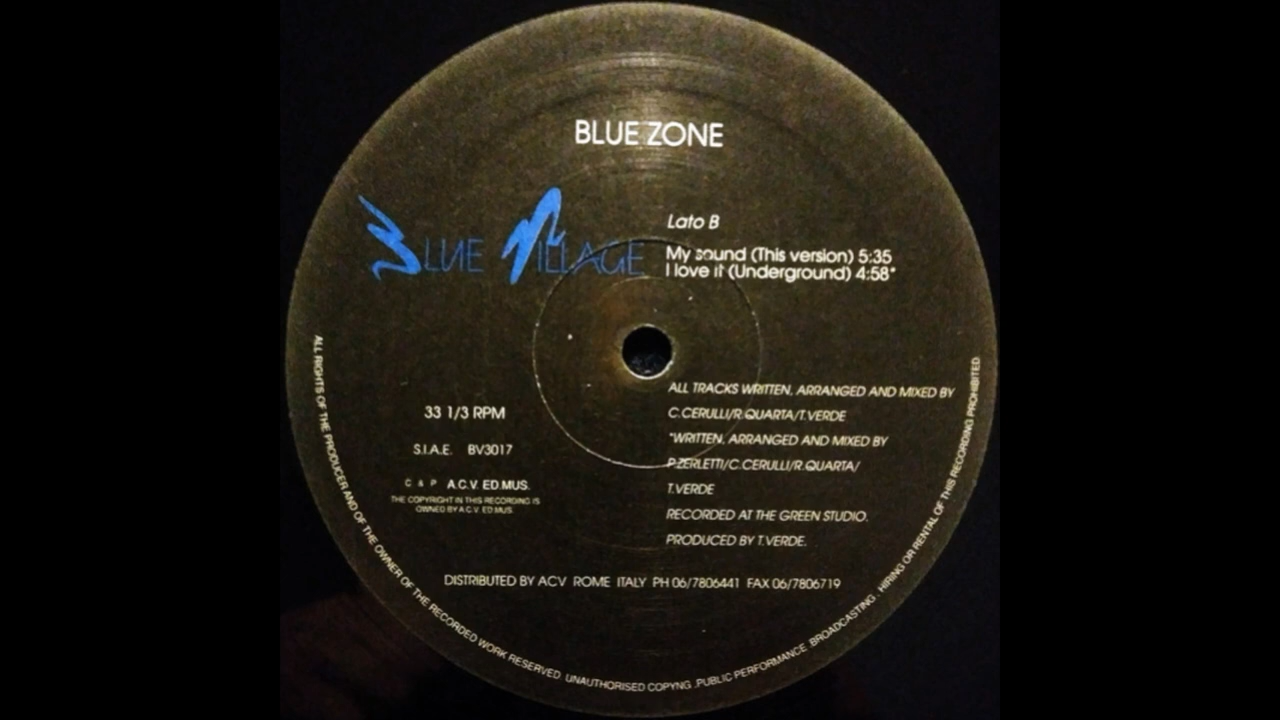 BLUE ZONE
BLUE VILLAGE
Lato B
My sound (This version) 5:35
I love it (Underground) 4:58*
33 1/3 RPM
S.I.A.E. BV3017
C & P A.C.V. ED.MUS.
THE COPYRIGHT IN THIS RECORDING IS
OWNED BY A.C.V. ED.MUS.
ALL TRACKS WRITTEN, ARRANGED AND MIXED BY
C.CERULLI/R.QUARTA/T.VERDE
*WRITTEN, ARRANGED AND MIXED BY
P.ZERLETTI/C.CERULLI/R.QUARTA/
T.VERDE
RECORDED AT THE GREEN STUDIO.
PRODUCED BY T.VERDE.
DISTRIBUTED BY ACV ROME ITALY PH 06/7806441 FAX 06/7806719
ALL RIGHTS OF THE PRODUCER AND OF THE OWNER OF THE RECORDED WORK RESERVED. UNAUTHORISED COPYNG .PUBLIC PERFORMANCE .BROADCASTING . HIRING OR RENTAL OF THIS RECORDING PROHIBITED